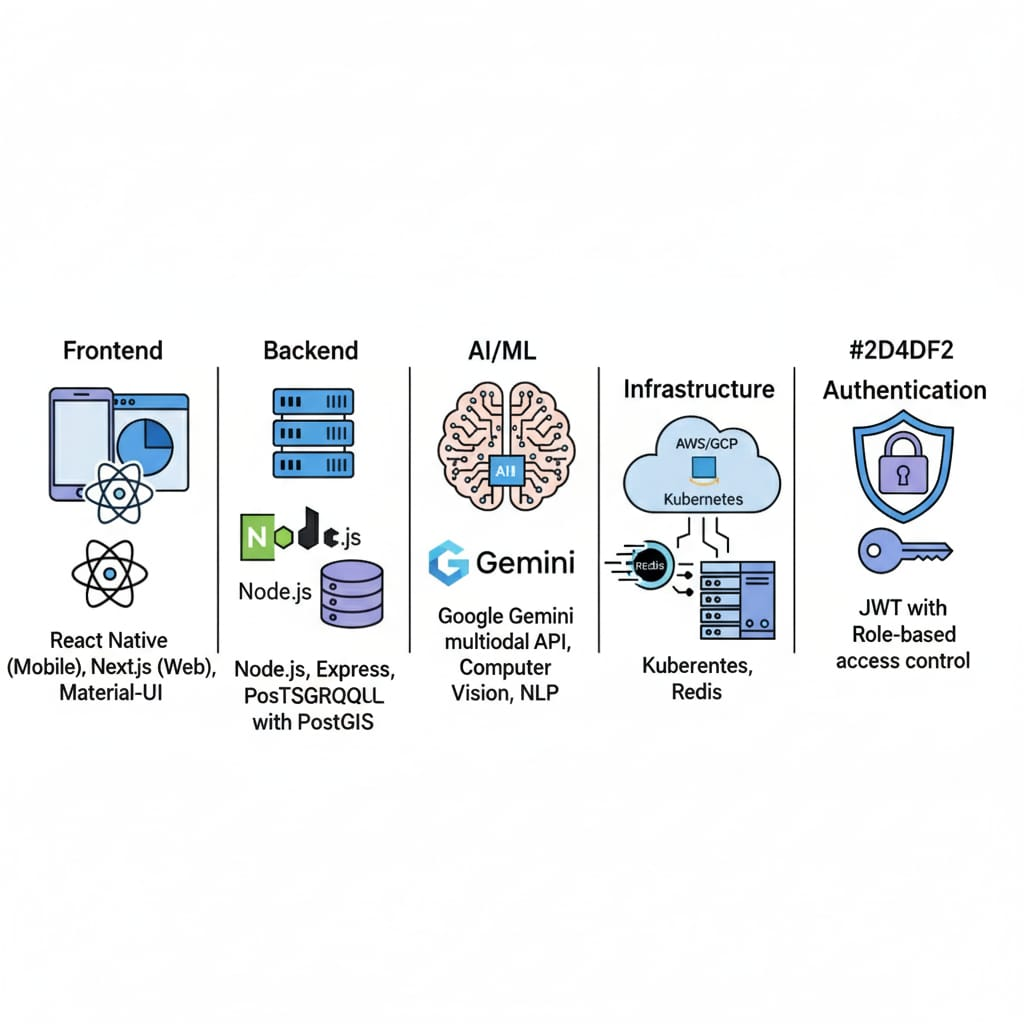 Frontend
React Native
(Mobile), Next.js (Web),
Material-UI
Backend
Node.js
Node.js
Node.js, Express,
PosTSGRQQLL
with PostGIS
AI/ML
AI
Gemini
Google Gemini
multiodal API,
Computer
Vision, NLP
Infrastructure
AWS/GCP
Kubernetes
REdis
Kuberentes,
Redis
#2D4DF2
Authentication
JWT with
Role-based
access control